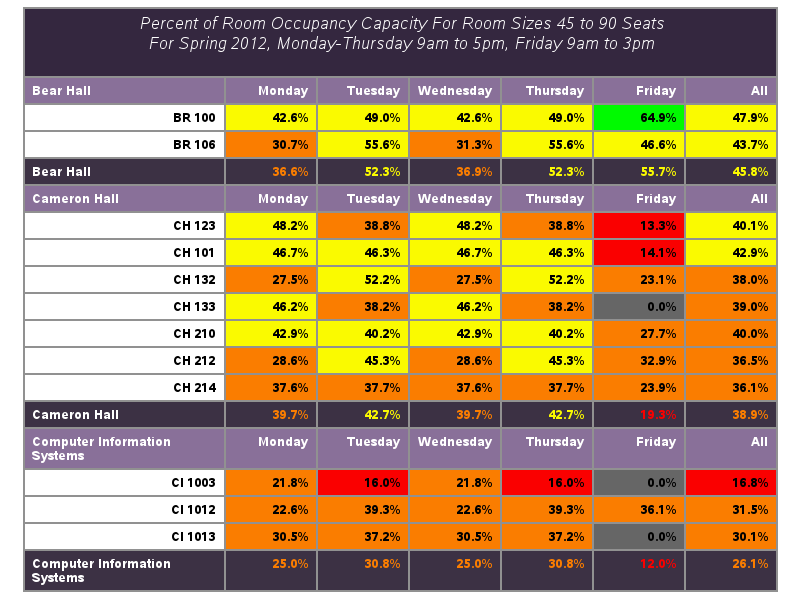 Percent of Room Occupancy Capacity For Room Sizes 45 to 90 Seats
For Spring 2012, Monday-Thursday 9am to 5pm, Friday 9am to 3pm
Bear Hall Monday Tuesday Wednesday Thursday Friday All
BR 100 42.6% 49.0% 42.6% 49.0% 64.9% 47.9%
BR 106 30.7% 55.6% 31.3% 55.6% 46.6% 43.7%
Bear Hall 36.6% 52.3% 36.9% 52.3% 55.7% 45.8%
Cameron Hall Monday Tuesday Wednesday Thursday Friday All
CH 123 48.2% 38.8% 48.2% 38.8% 13.3% 40.1%
CH 101 46.7% 46.3% 46.7% 46.3% 14.1% 42.9%
CH 132 27.5% 52.2% 27.5% 52.2% 23.1% 38.0%
CH 133 46.2% 38.2% 46.2% 38.2% 0.0% 39.0%
CH 210 42.9% 40.2% 42.9% 40.2% 27.7% 40.0%
CH 212 28.6% 45.3% 28.6% 45.3% 32.9% 36.5%
CH 214 37.6% 37.7% 37.6% 37.7% 23.9% 36.1%
Cameron Hall 39.7% 42.7% 39.7% 42.7% 19.3% 38.9%
Computer Information Monday Tuesday Wednesday Thursday Friday All
Systems
CI 1003 21.8% 16.0% 21.8% 16.0% 0.0% 16.8%
CI 1012 22.6% 39.3% 22.6% 39.3% 36.1% 31.5%
CI 1013 30.5% 37.2% 30.5% 37.2% 0.0% 30.1%
Computer Information 25.0% 30.8% 25.0% 30.8% 12.0% 26.1%
Systems